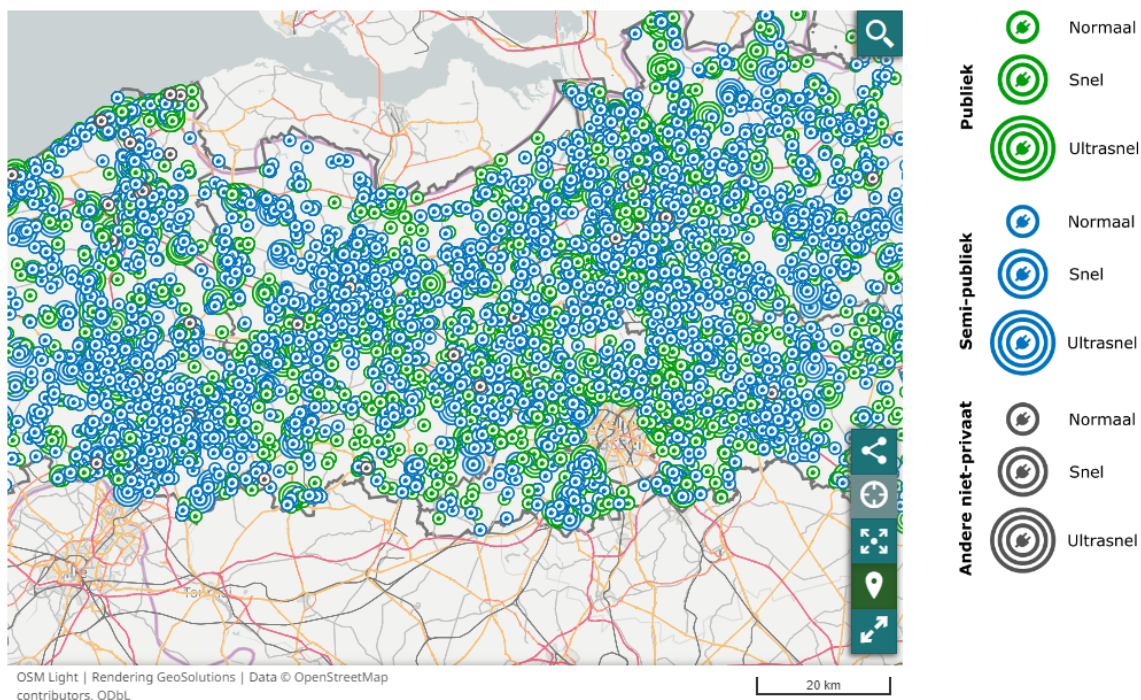 Publiek
Normaal
Snel
Ultrasnel
Semi-publiek
Normaal
Snel
Ultrasnel
Andere niet-privaat
Normaal
Snel
Ultrasnel
OSM Light | Rendering GeoSolutions | Data © OpenStreetMap
contributors, ODbL
20 km